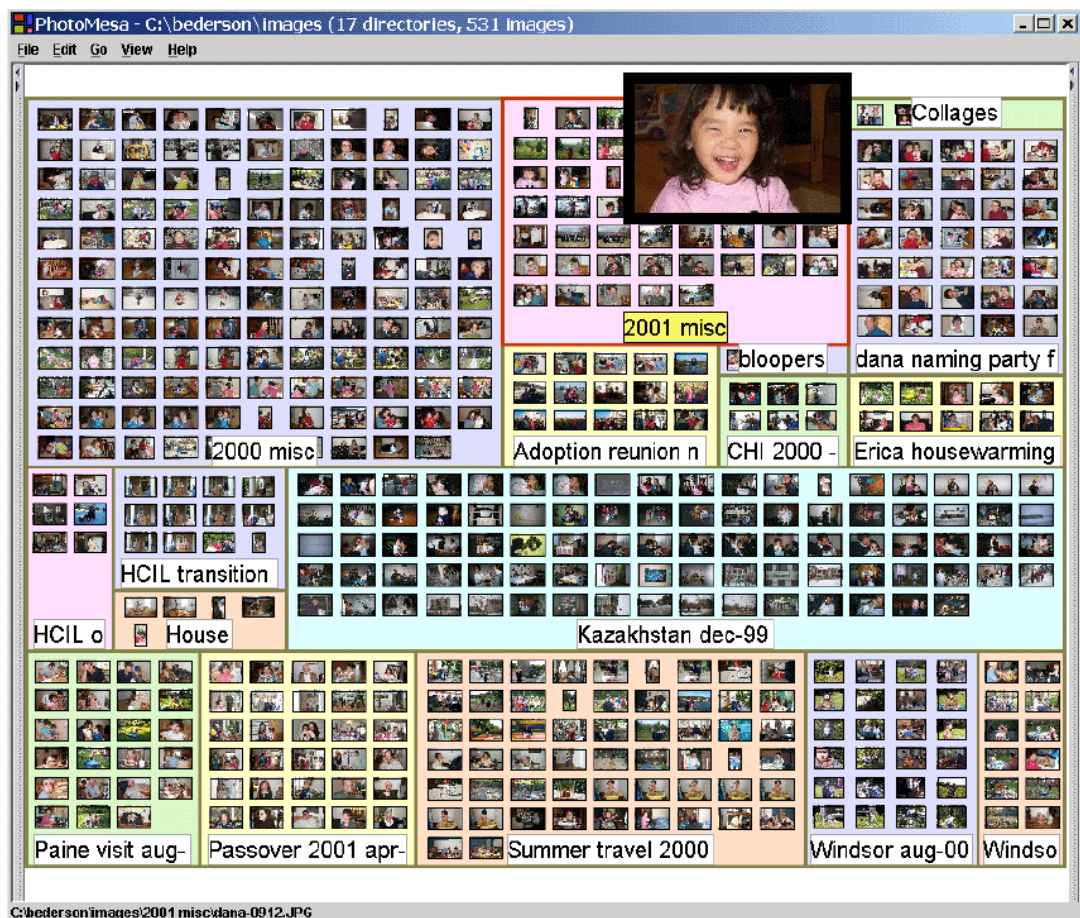 PhotoMesa - C:\bederson\images (17 directories, 531 images)
File Edit Go View Help
Collages
2001 misc
bloopers
dana naming party f
2000 misc
Adoption reunion n
CHI 2000 -
Erica housewarming
HCIL transition
HCIL o
House
Kazakhstan dec-99
Paine visit aug-
Passover 2001 apr-
Summer travel 2000
Windsor aug-00
Windso
C:\bederson\images\2001 misc\dana-0912.JPG